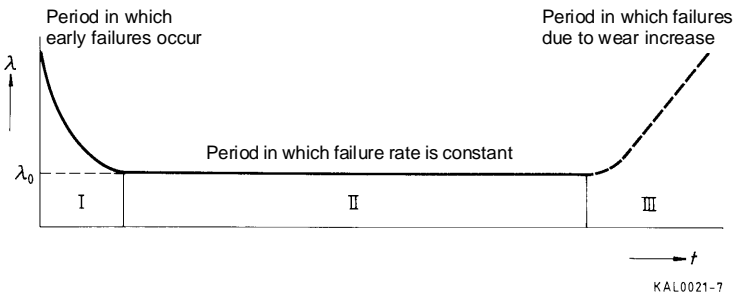 Period in which
early failures occur
Period in which failures
due to wear increase
λ
Period in which failure rate is constant
λ0
I
II
III
t
KAL0021-7